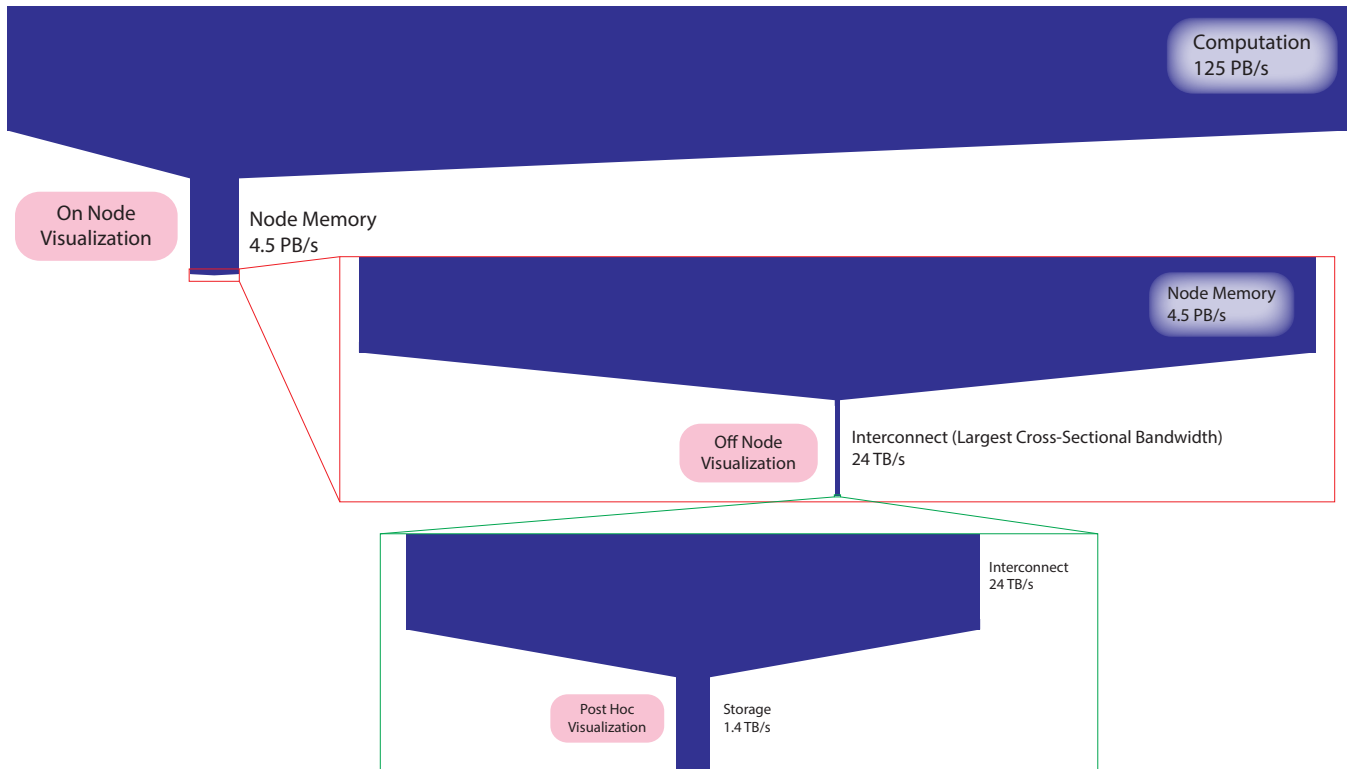 Computation
125 PB/s
On Node
Visualization
Node Memory
4.5 PB/s
Node Memory
4.5 PB/s
Off Node
Visualization
Interconnect (Largest Cross-Sectional Bandwidth)
24 TB/s
Interconnect
24 TB/s
Post Hoc
Visualization
Storage
1.4 TB/s